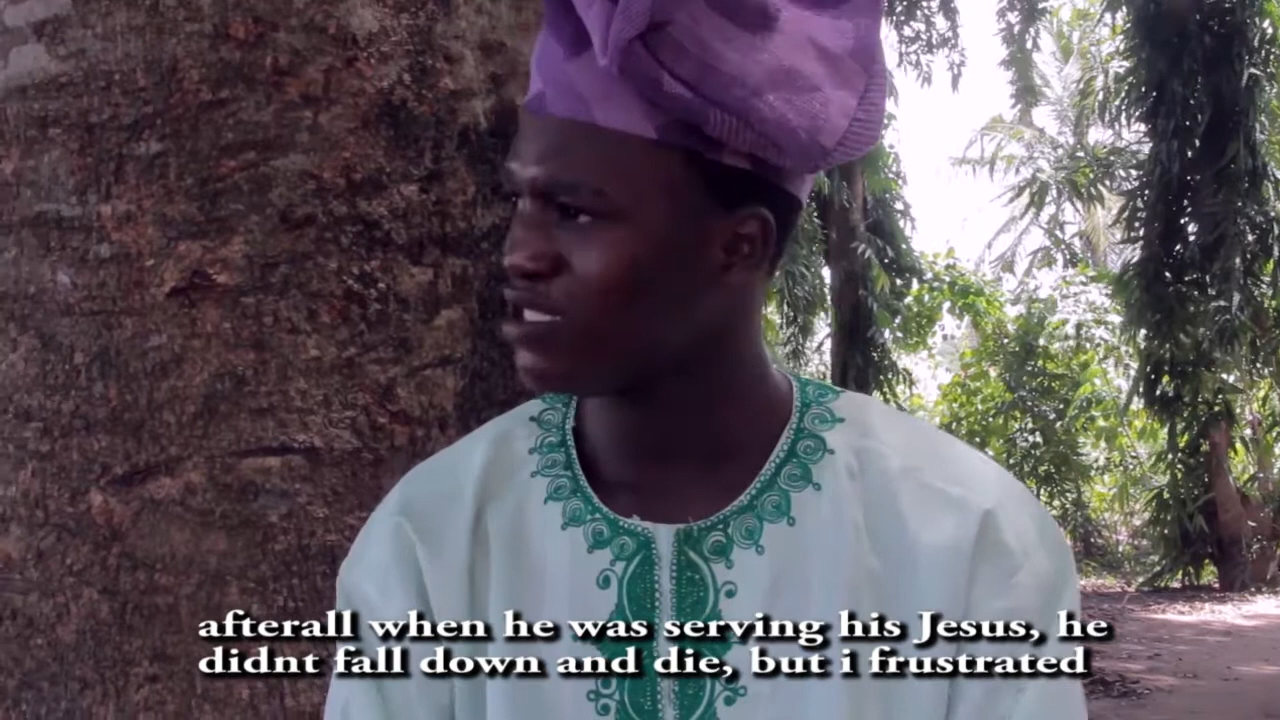 afterall when he was serving his Jesus, he
didnt fall down and die, but i frustrated